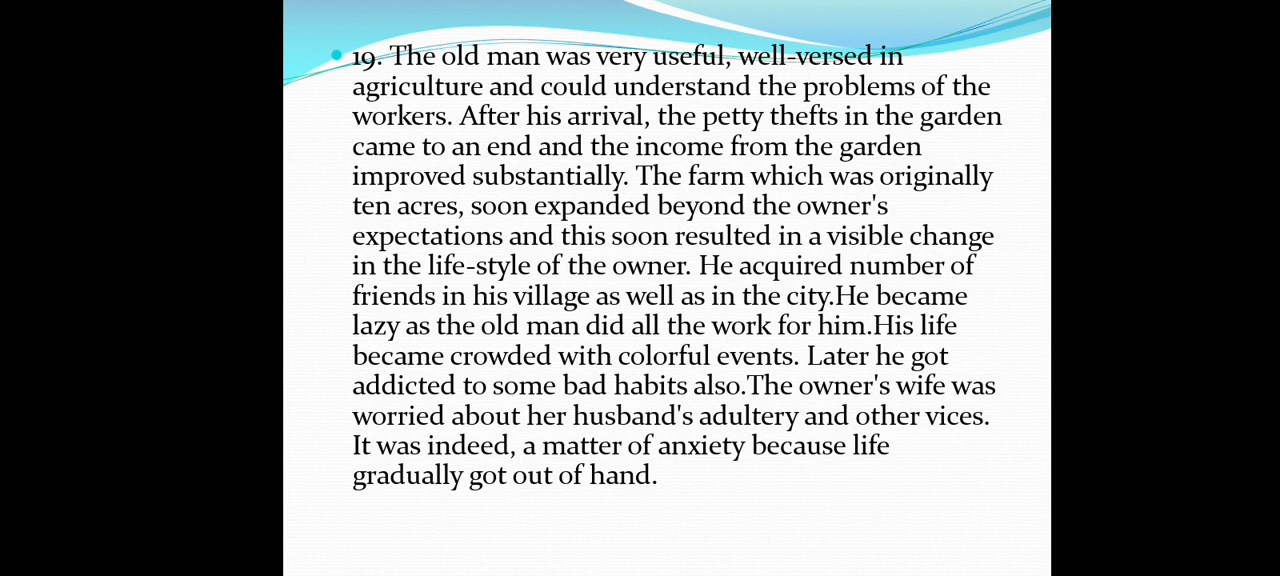 19. The old man was very useful, well-versed in
agriculture and could understand the problems of the
workers. After his arrival, the petty thefts in the garden
came to an end and the income from the garden
improved substantially. The farm which was originally
ten acres, soon expanded beyond the owner's
expectations and this soon resulted in a visible change
in the life-style of the owner. He acquired number of
friends in his village as well as in the city.He became
lazy as the old man did all the work for him.His life
became crowded with colorful events. Later he got
addicted to some bad habits also.The owner's wife was
worried about her husband's adultery and other vices.
It was indeed, a matter of anxiety because life
gradually got out of hand.